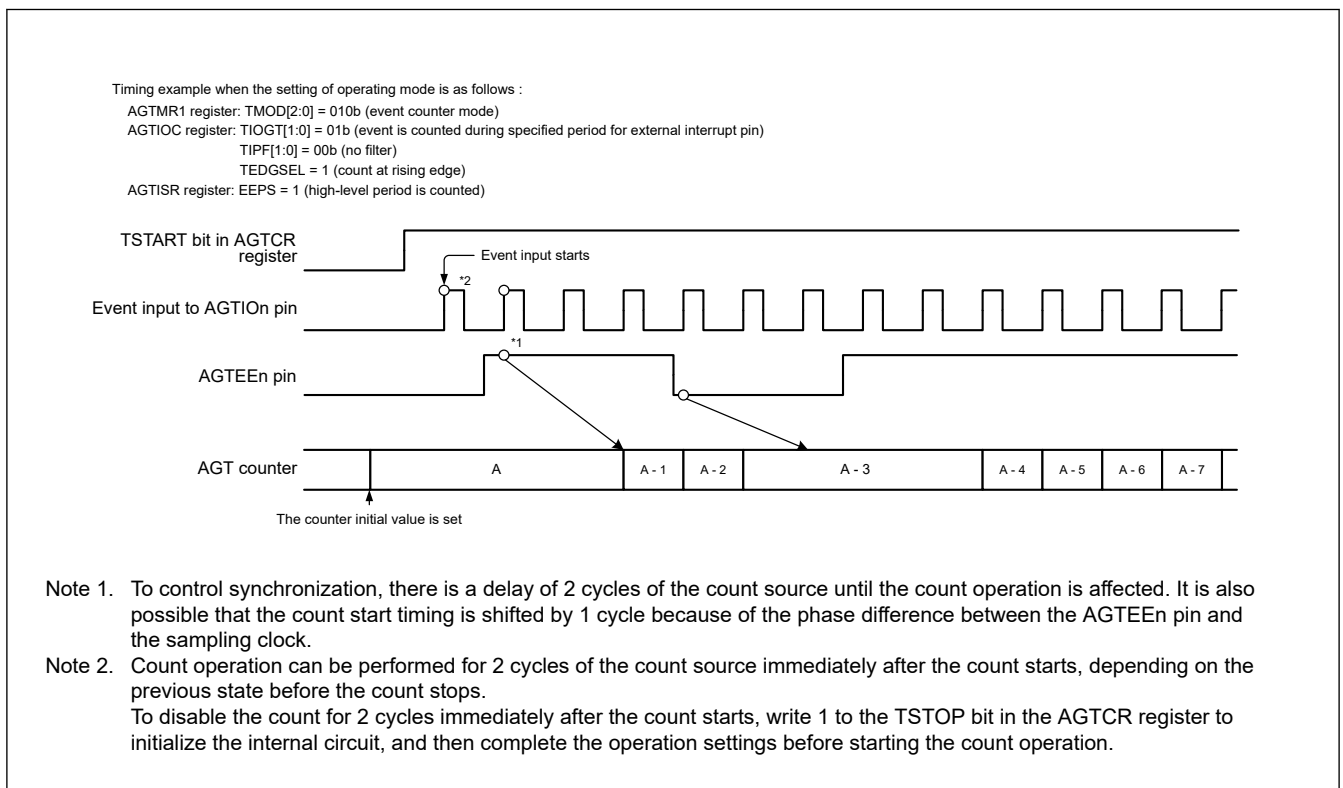 Timing example when the setting of operating mode is as follows :
AGTMR1 register: TMOD[2:0] = 010b (event counter mode)
AGTIOC register: TIOGT[1:0] = 01b (event is counted during specified period for external interrupt pin)
TIPF[1:0] = 00b (no filter)
TEDGSEL = 1 (count at rising edge)
AGTISR register: EEPS = 1 (high-level period is counted)
TSTART bit in AGTCR
register
Event input starts
*2
Event input to AGTIOn pin
*1
AGTEEn pin
AGT counter
A
A - 1
A - 2
A - 3
A - 4
A - 5
A - 6
A - 7
The counter initial value is set
Note 1. To control synchronization, there is a delay of 2 cycles of the count source until the count operation is affected. It is also
possible that the count start timing is shifted by 1 cycle because of the phase difference between the AGTEEn pin and
the sampling clock.
Note 2. Count operation can be performed for 2 cycles of the count source immediately after the count starts, depending on the
previous state before the count stops.
To disable the count for 2 cycles immediately after the count starts, write 1 to the TSTOP bit in the AGTCR register to
initialize the internal circuit, and then complete the operation settings before starting the count operation.